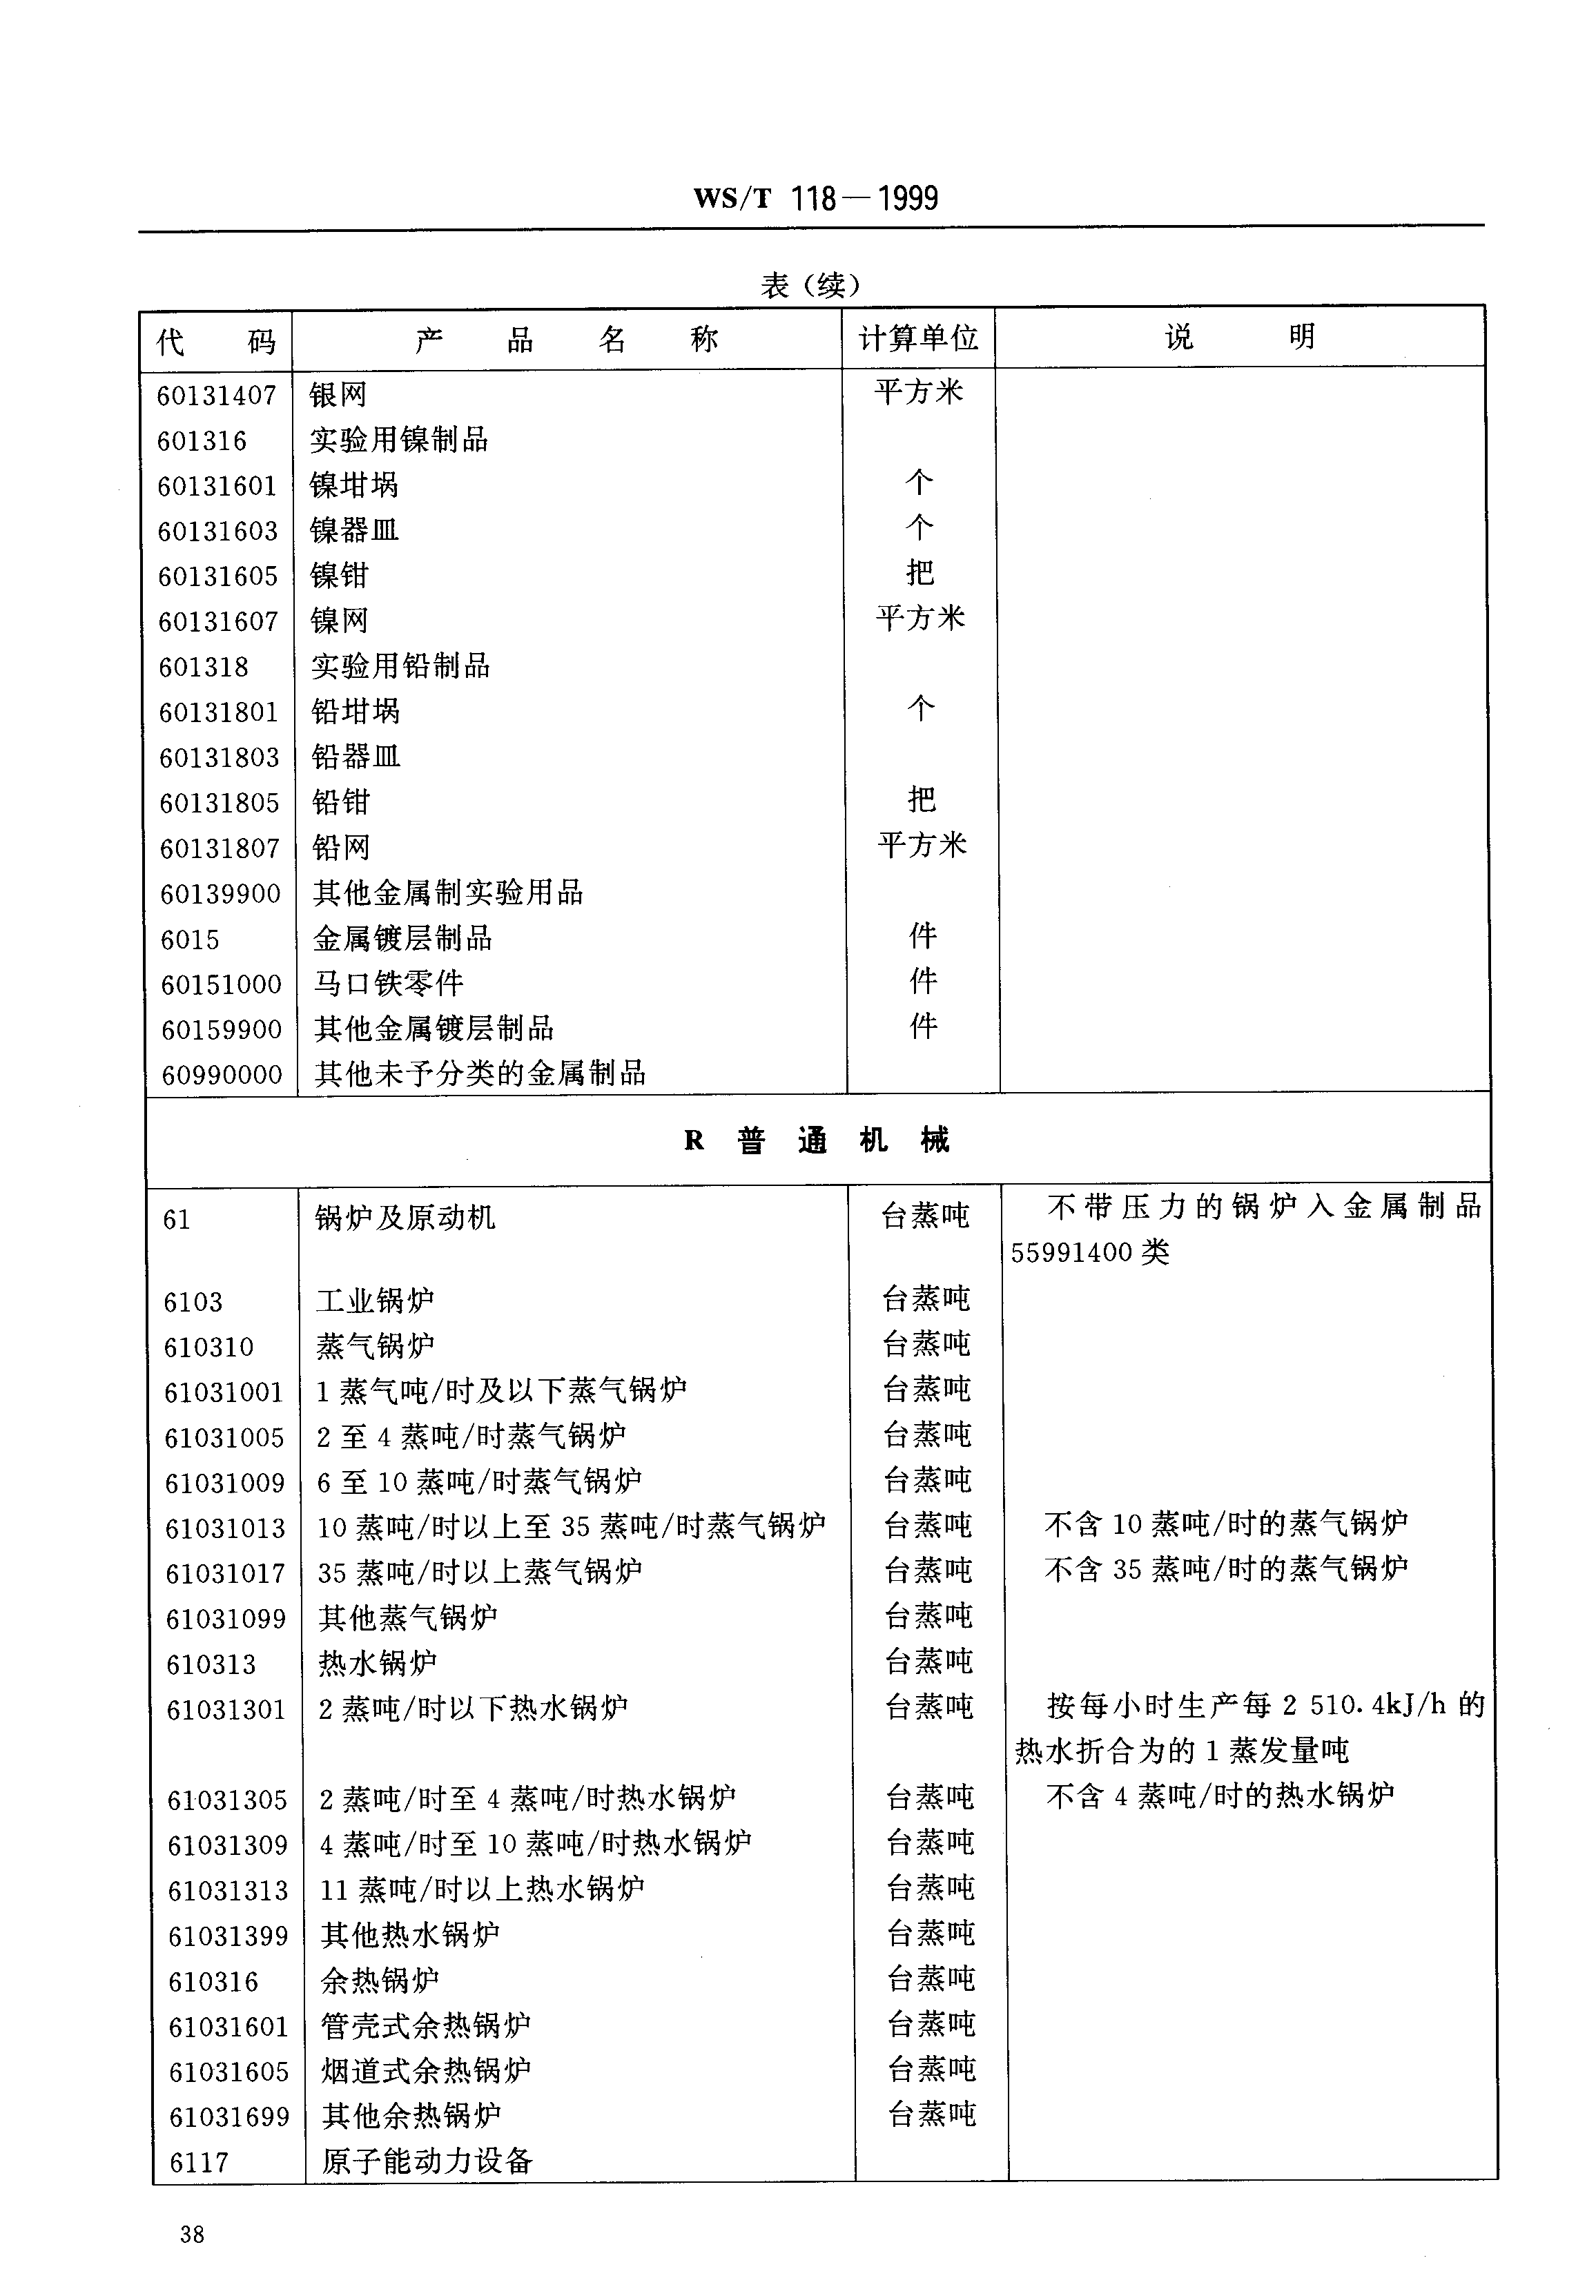 WS/T 118—1999
表（续）
代 码 产 品 名 称 计算单位 说 明
60131407 银网 平方米
601316 实验用镍制品
60131601 镍坩埚 个
60131603 镍器皿 个
60131605 镍钳 把
60131607 镍网 平方米
601318 实验用铅制品
60131801 铅坩埚 个
60131803 铅器皿
60131805 铅钳 把
60131807 铅网 平方米
60139900 其他金属制实验用品
6015 金属镀层制品 件
60151000 马口铁零件 件
60159900 其他金属镀层制品 件
60990000 其他未予分类的金属制品
R 普 通 机 械
61 锅炉及原动机 台蒸吨 不带压力的锅炉入金属制品
55991400 类
6103 工业锅炉 台蒸吨
610310 蒸气锅炉 台蒸吨
61031001 1 蒸气吨/时及以下蒸气锅炉 台蒸吨
61031005 2 至 4 蒸吨/时蒸气锅炉 台蒸吨
61031009 6 至 10 蒸吨/时蒸气锅炉 台蒸吨
61031013 10 蒸吨/时以上至 35 蒸吨/时蒸气锅炉 台蒸吨 不含 10 蒸吨/时的蒸气锅炉
61031017 35 蒸吨/时以上蒸气锅炉 台蒸吨 不含 35 蒸吨/时的蒸气锅炉
61031099 其他蒸气锅炉 台蒸吨
610313 热水锅炉 台蒸吨
61031301 2 蒸吨/时以下热水锅炉 台蒸吨 按每小时生产每 2 510.4kJ/h 的
热水折合为的 1 蒸发量吨
61031305 2 蒸吨/时至 4 蒸吨/时热水锅炉 台蒸吨 不含 4 蒸吨/时的热水锅炉
61031309 4 蒸吨/时至 10 蒸吨/时热水锅炉 台蒸吨
61031313 11 蒸吨/时以上热水锅炉 台蒸吨
61031399 其他热水锅炉 台蒸吨
610316 余热锅炉 台蒸吨
61031601 管壳式余热锅炉 台蒸吨
61031605 烟道式余热锅炉 台蒸吨
61031699 其他余热锅炉 台蒸吨
6117 原子能动力设备
38